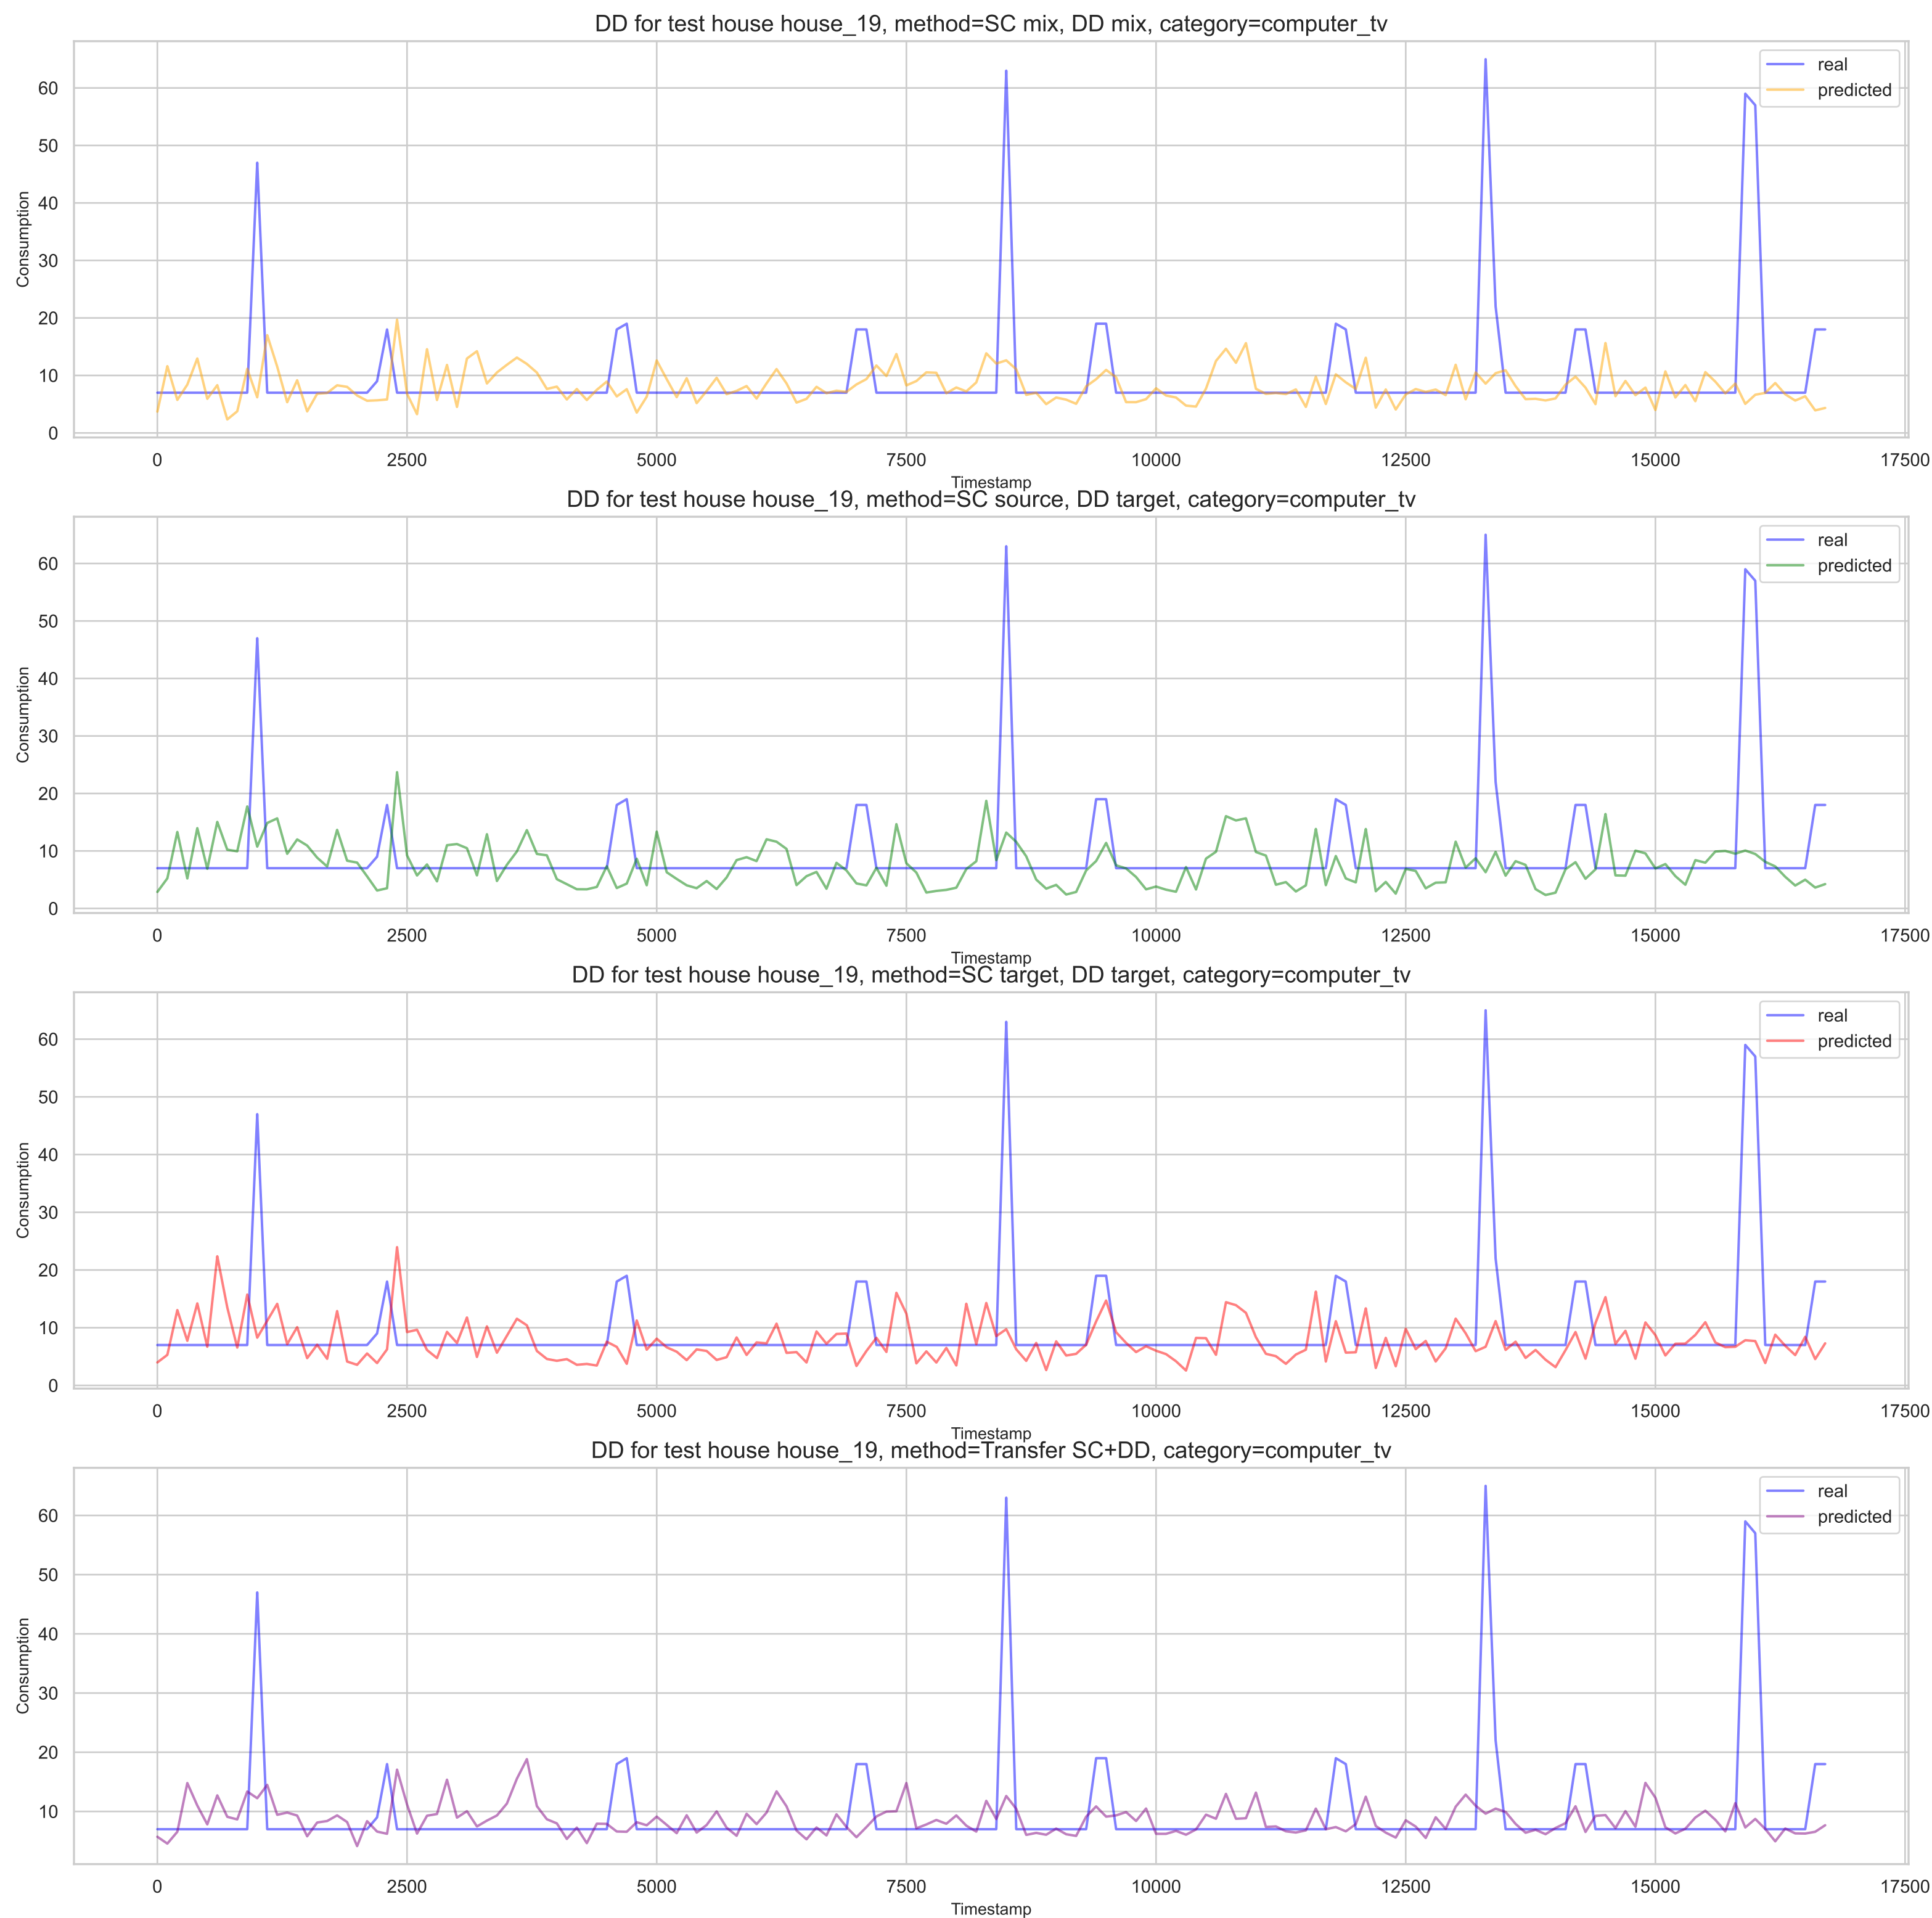 DD for test house house_19, method=SC mix, DD mix, category=computer_tv
real
predicted
Consumption
60
50
40
30
20
10
0
0 2500 5000 7500 10000 12500 15000 17500
Timestamp
DD for test house house_19, method=SC source, DD target, category=computer_tv
real
predicted
Consumption
60
50
40
30
20
10
0
0 2500 5000 7500 10000 12500 15000 17500
Timestamp
DD for test house house_19, method=SC target, DD target, category=computer_tv
real
predicted
Consumption
60
50
40
30
20
10
0
0 2500 5000 7500 10000 12500 15000 17500
Timestamp
DD for test house house_19, method=Transfer SC+DD, category=computer_tv
real
predicted
Consumption
60
50
40
30
20
10
0 2500 5000 7500 10000 12500 15000 17500
Timestamp